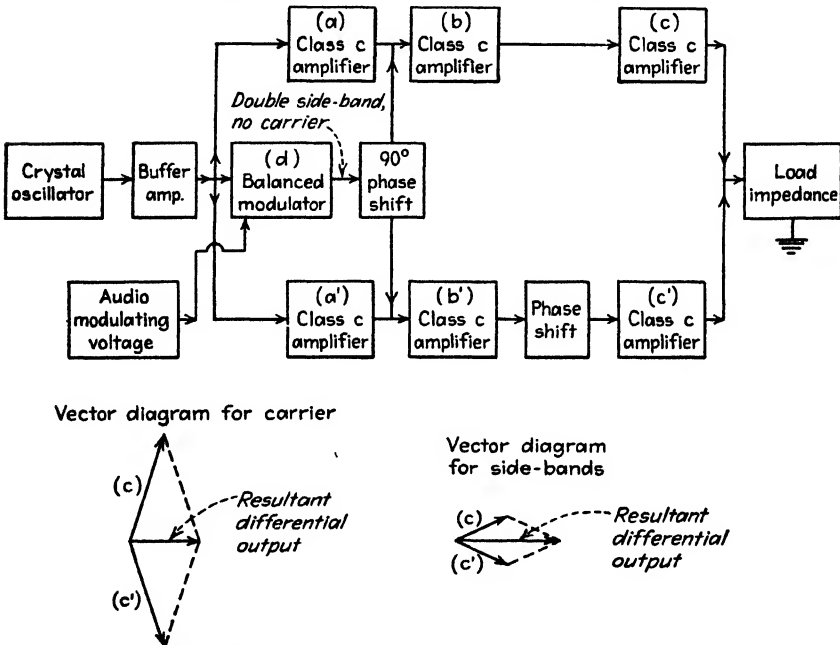 (a)
Class c
amplifier
(b)
Class c
amplifier
(c)
Class c
amplifier
Double side-band,
no carrier
Crystal
oscillator
Buffer
amp.
(d)
Balanced
modulator
90°
phase
shift
Load
impedance
Audio
modulating
voltage
(a')
Class c
amplifier
(b')
Class c
amplifier
Phase
shift
(c')
Class c
amplifier
Vector diagram for carrier
(c)
Resultant
differential
output
(c')
Vector diagram
for side-bands
(c)
(c')
Resultant
differential
output